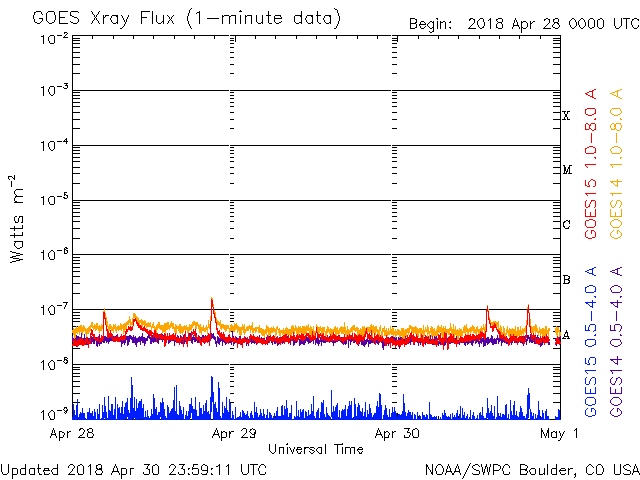 GOES Xray Flux (1-minute data)
Begin: 2018 Apr 28 0000 UTC
10-2
10-3
10-4
10-5
10-6
10-7
10-8
10-9
Watts m-2
X
M
C
B
A
GOES15 1.0-8.0 A
GOES14 1.0-8.0 A
GOES15 0.5-4.0 A
GOES14 0.5-4.0 A
Apr 28
Apr 29
Apr 30
May 1
Universal Time
Updated 2018 Apr 30 23:59:11 UTC
NOAA/SWPC Boulder, CO USA